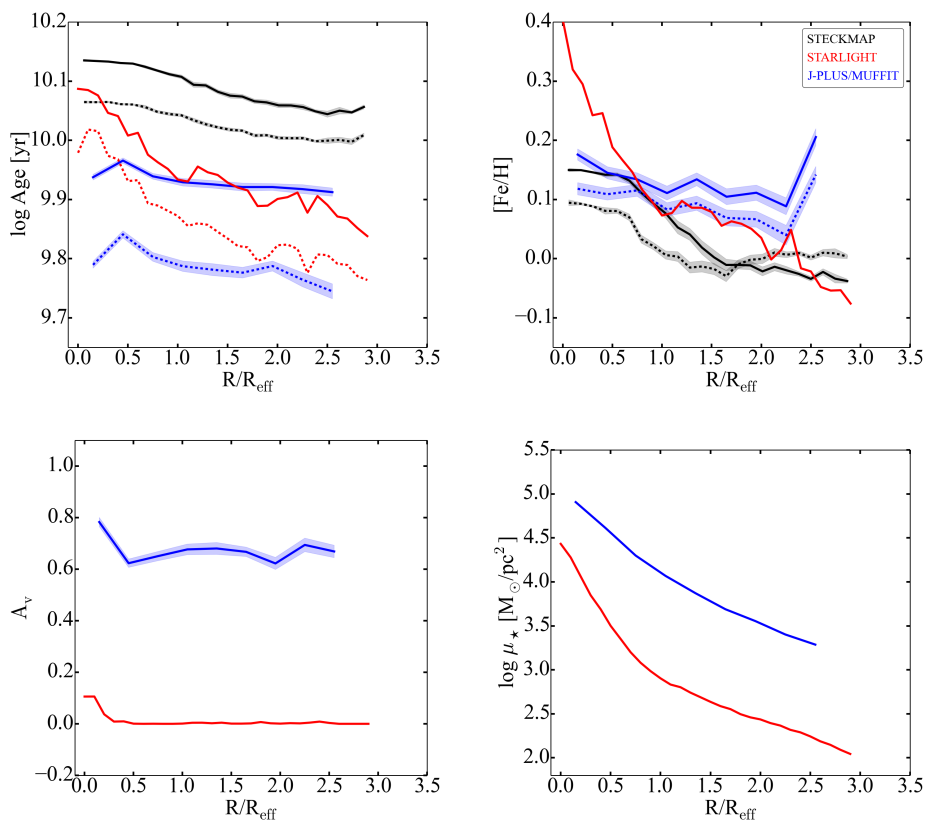 10.2
10.1
10.0
9.9
9.8
9.7
log Age [yr]
0.0 0.5 1.0 1.5 2.0 2.5 3.0 3.5
R/R_eff
0.4
0.3
0.2
0.1
0.0
−0.1
[Fe/H]
STECKMAP
STARLIGHT
J-PLUS/MUFFIT
0.0 0.5 1.0 1.5 2.0 2.5 3.0 3.5
R/R_eff
1.0
0.8
0.6
0.4
0.2
0.0
−0.2
A_v
0.0 0.5 1.0 1.5 2.0 2.5 3.0 3.5
R/R_eff
5.5
5.0
4.5
4.0
3.5
3.0
2.5
2.0
log μ⋆ [M⊙/pc²]
0.0 0.5 1.0 1.5 2.0 2.5 3.0 3.5
R/R_eff